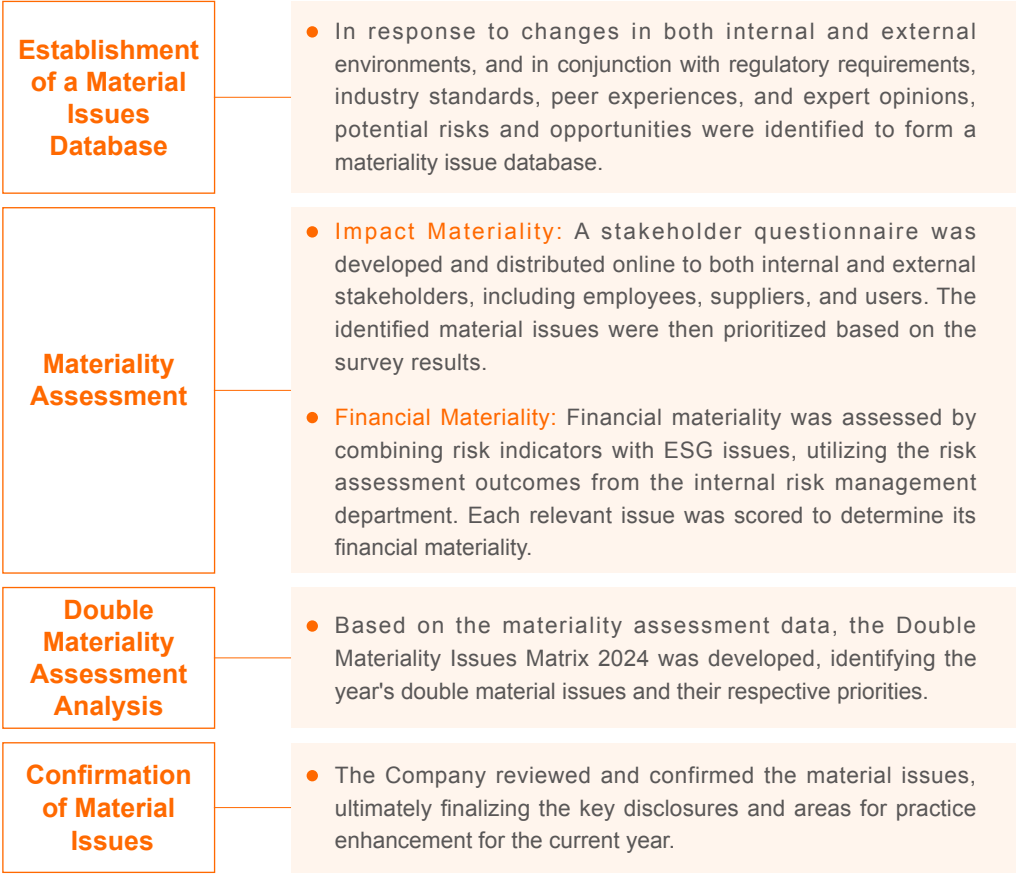 Establishment
of a Material
Issues
Database
● In response to changes in both internal and external
environments, and in conjunction with regulatory requirements,
industry standards, peer experiences, and expert opinions,
potential risks and opportunities were identified to form a
materiality issue database.
Materiality
Assessment
● Impact Materiality: A stakeholder questionnaire was
developed and distributed online to both internal and external
stakeholders, including employees, suppliers, and users. The
identified material issues were then prioritized based on the
survey results.
● Financial Materiality: Financial materiality was assessed by
combining risk indicators with ESG issues, utilizing the risk
assessment outcomes from the internal risk management
department. Each relevant issue was scored to determine its
financial materiality.
Double
Materiality
Assessment
Analysis
● Based on the materiality assessment data, the Double
Materiality Issues Matrix 2024 was developed, identifying the
year's double material issues and their respective priorities.
Confirmation
of Material
Issues
● The Company reviewed and confirmed the material issues,
ultimately finalizing the key disclosures and areas for practice
enhancement for the current year.